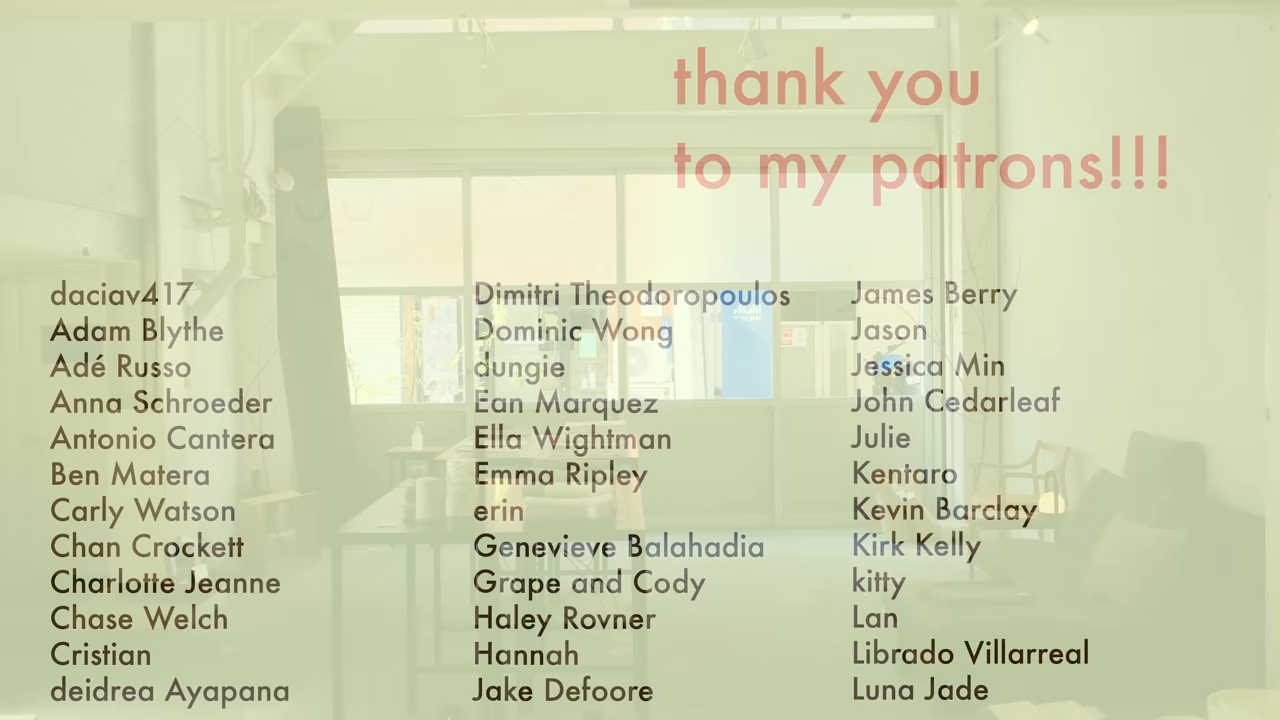 thank you
to my patrons!!!
daciav417
Adam Blythe
Adé Russo
Anna Schroeder
Antonio Cantera
Ben Matera
Carly Watson
Chan Crockett
Charlotte Jeanne
Chase Welch
Cristian
deidrea Ayapana
Dimitri Theodoropoulos
Dominic Wong
dungie
Ean Marquez
Ella Wightman
Emma Ripley
erin
Genevieve Balahadia
Grape and Cody
Haley Rovner
Hannah
Jake Defoore
James Berry
Jason
Jessica Min
John Cedarleaf
Julie
Kentaro
Kevin Barclay
Kirk Kelly
kitty
Lan
Librado Villarreal
Luna Jade
Asahi